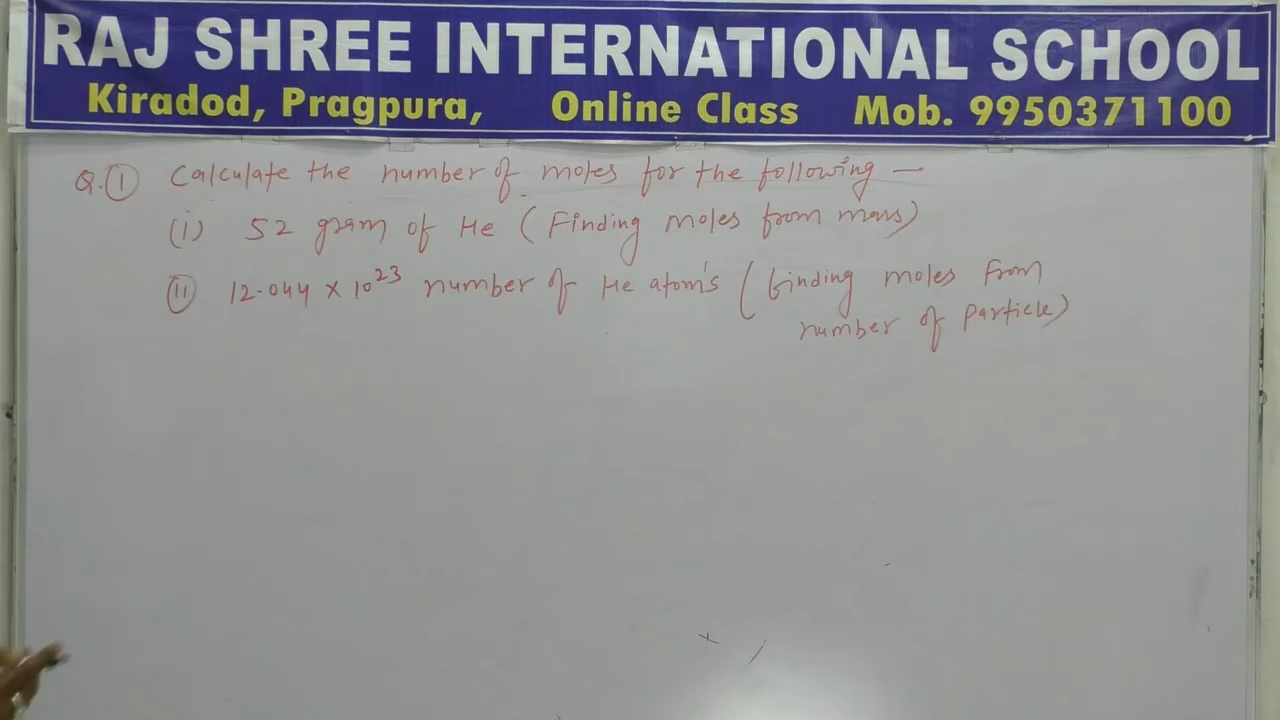 RAJ SHREE INTERNATIONAL SCHOOL
Kiradod, Pragpura, Online Class Mob. 9950371100
Q.① Calculate the number of moles for the following —
(i) 52 gram of He (Finding moles from mass)
(ii) 12.044 × 10²³ number of He atom's (finding moles from
number of particle)